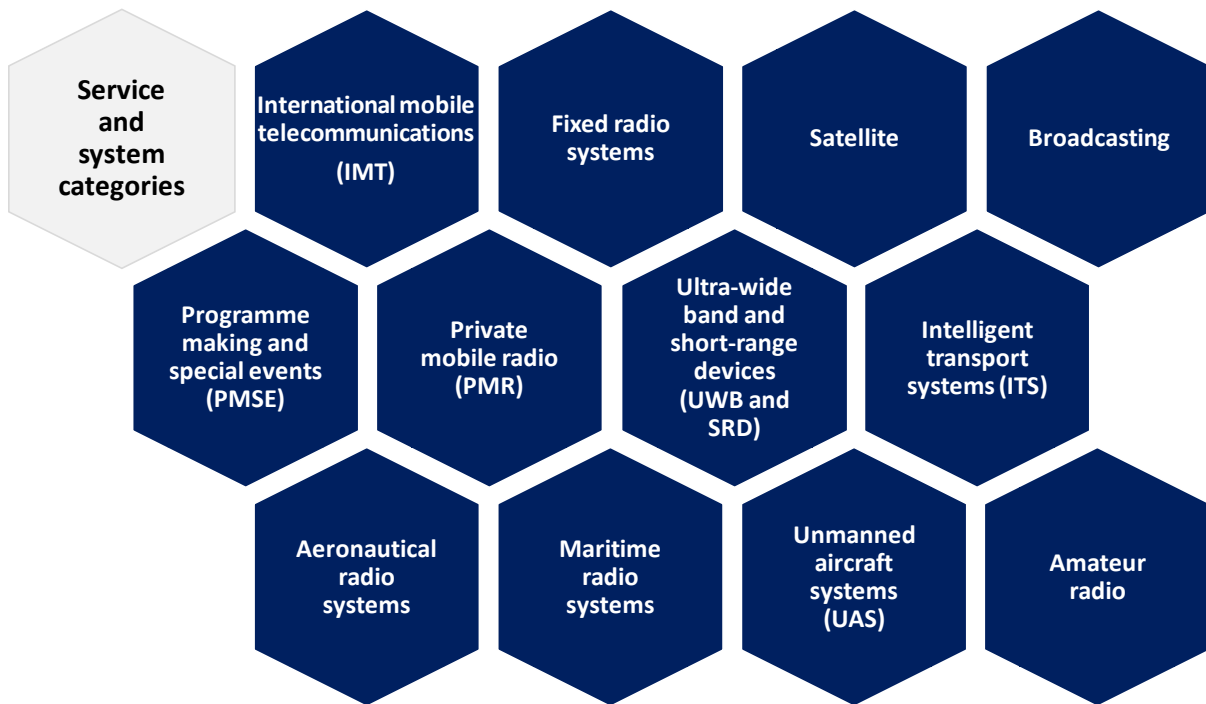 Service
and
system
categories
International mobile
telecommunications
(IMT)
Fixed radio
systems
Satellite
Broadcasting
Programme
making and
special events
(PMSE)
Private
mobile radio
(PMR)
Ultra-wide
band and
short-range
devices
(UWB and
SRD)
Intelligent
transport
systems (ITS)
Aeronautical
radio
systems
Maritime
radio
systems
Unmanned
aircraft
systems
(UAS)
Amateur
radio